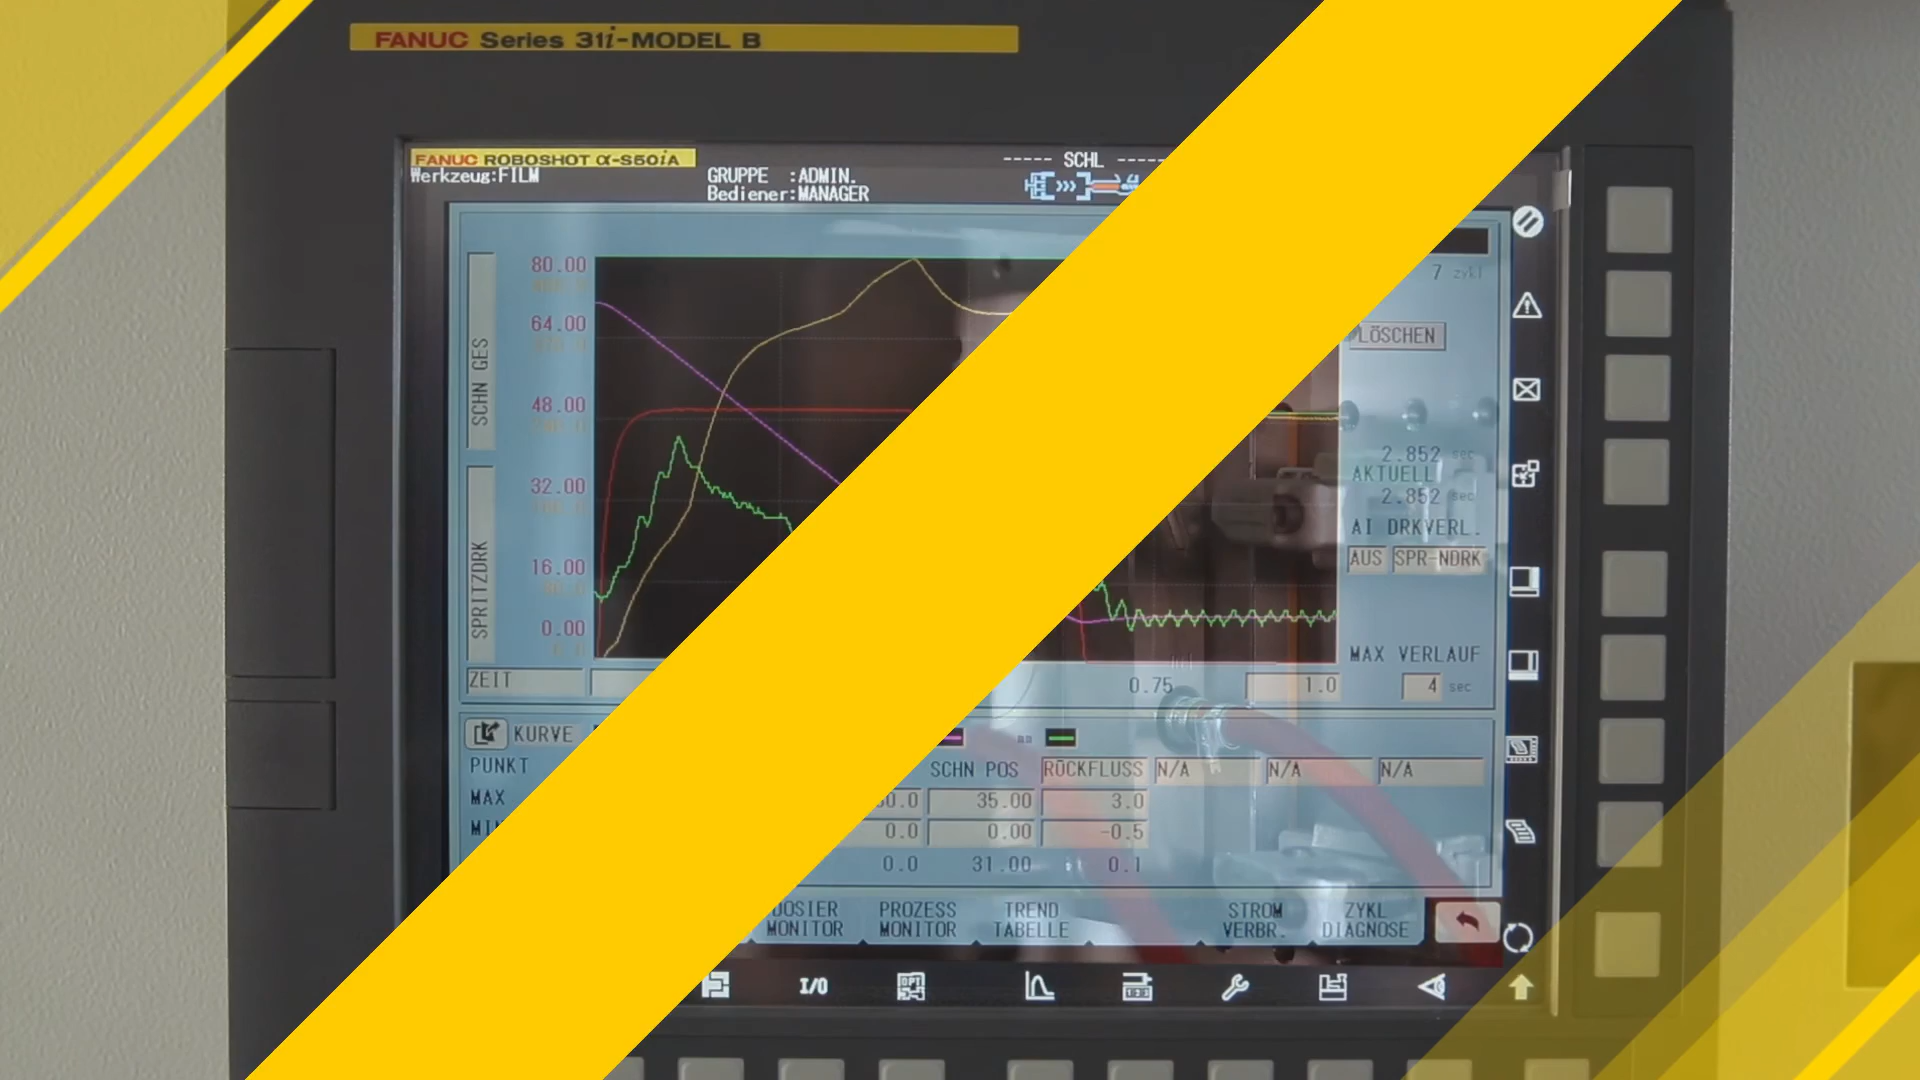 FANUC Series 31i-MODEL B
FANUC ROBOSHOT α-S50iA
Werkzeug:FILM
GRUPPE :ADMIN.
Bediener:MANAGER
----- SCHL -----
7 zykl
SCHN GES
SPRITZDRK
80.00
64.00
48.00
32.00
16.00
0.00
LÖSCHEN
2.852 sec
AKTUELL
2.852 sec
AI DRKVERL.
AUS SPR-NDRK
MAX VERLAUF
4 sec
ZEIT
0.75
1.0
KURVE
PUNKT
SCHN POS RÜCKFLUSS N/A N/A N/A
MAX
35.00 3.0
0.0 0.00 -0.5
0.0 31.00 0.1
DOSIER MONITOR
PROZESS MONITOR
TREND TABELLE
STROM VERBR.
ZYKL DIAGNOSE
I/O
OPT